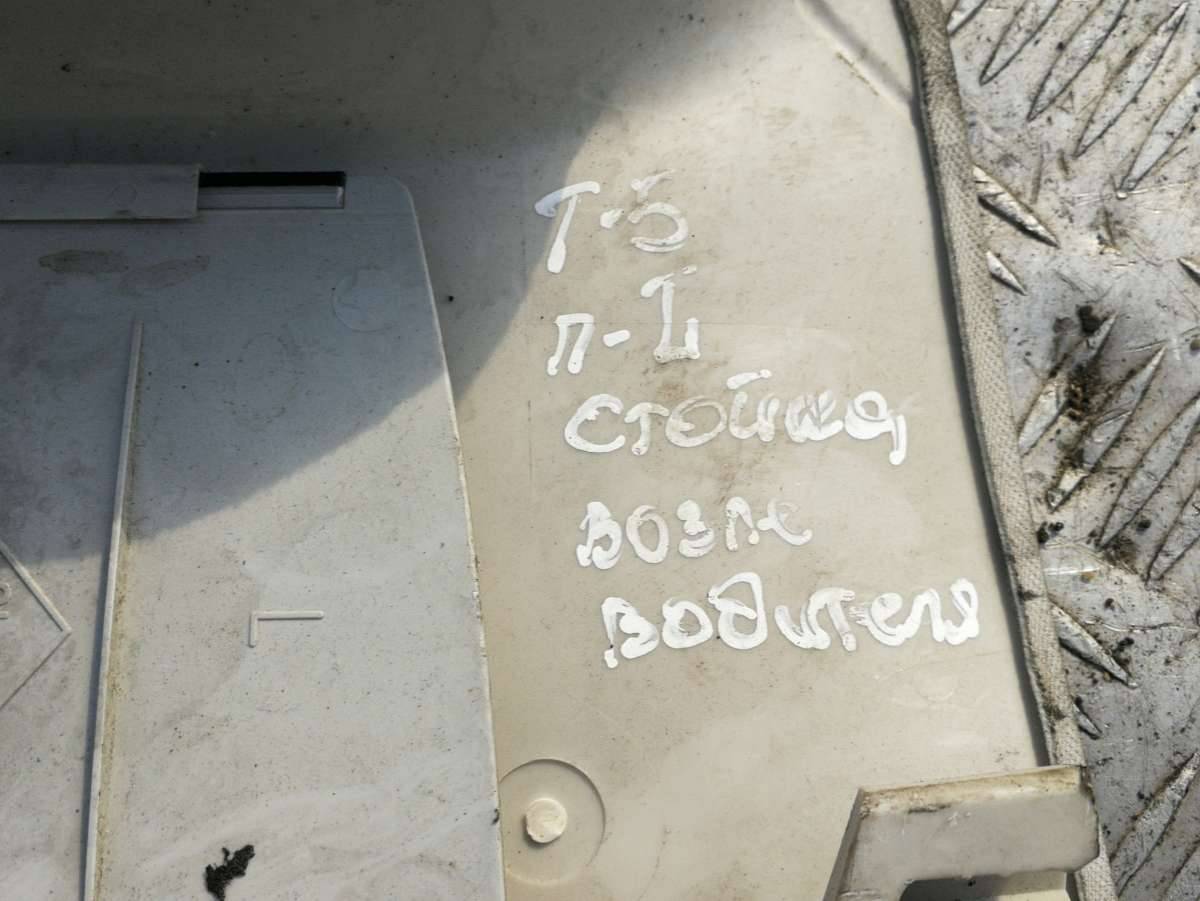 Т-5
П-I
стойка
возле
водителя
L